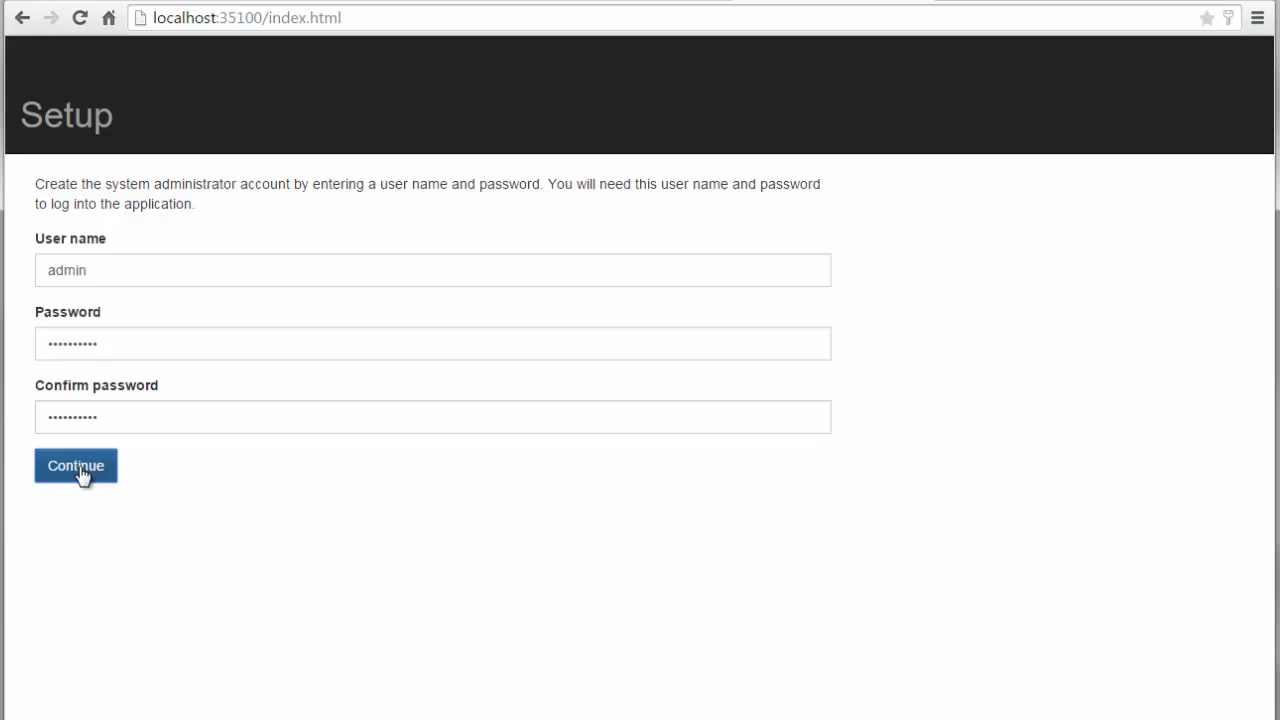 localhost:35100/index.html
Setup
Create the system administrator account by entering a user name and password. You will need this user name and password
to log into the application.
User name
admin
Password
••••••••••
Confirm password
••••••••••
Continue